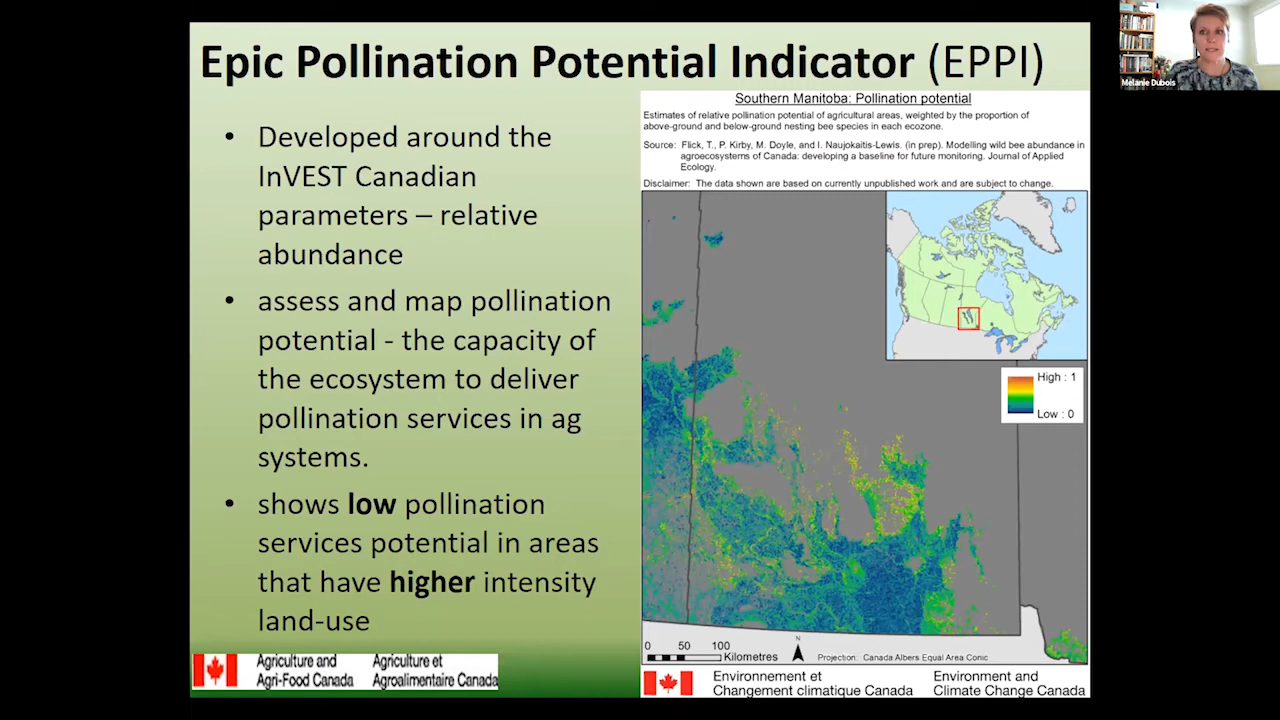 Epic Pollination Potential Indicator (EPPI)
• Developed around the
InVEST Canadian
parameters – relative
abundance
• assess and map pollination
potential - the capacity of
the ecosystem to deliver
pollination services in ag
systems.
• shows low pollination
services potential in areas
that have higher intensity
land-use
Agriculture and
Agri-Food Canada
Agriculture et
Agroalimentaire Canada
Southern Manitoba: Pollination potential
Estimates of relative pollination potential of agricultural areas, weighted by the proportion of
above-ground and below-ground nesting bee species in each ecozone.
Source: Flick, T., P. Kirby, M. Doyle, and I. Naujokaitis-Lewis. (in prep). Modelling wild bee abundance in
agroecosystems of Canada: developing a baseline for future monitoring. Journal of Applied
Ecology.
Disclaimer: The data shown are based on currently unpublished work and are subject to change.
High : 1
Low : 0
0 50 100
Kilometres
N
Projection: Canada Albers Equal Area Conic
Environnement et
Changement climatique Canada
Environment and
Climate Change Canada
Melanie Dubois